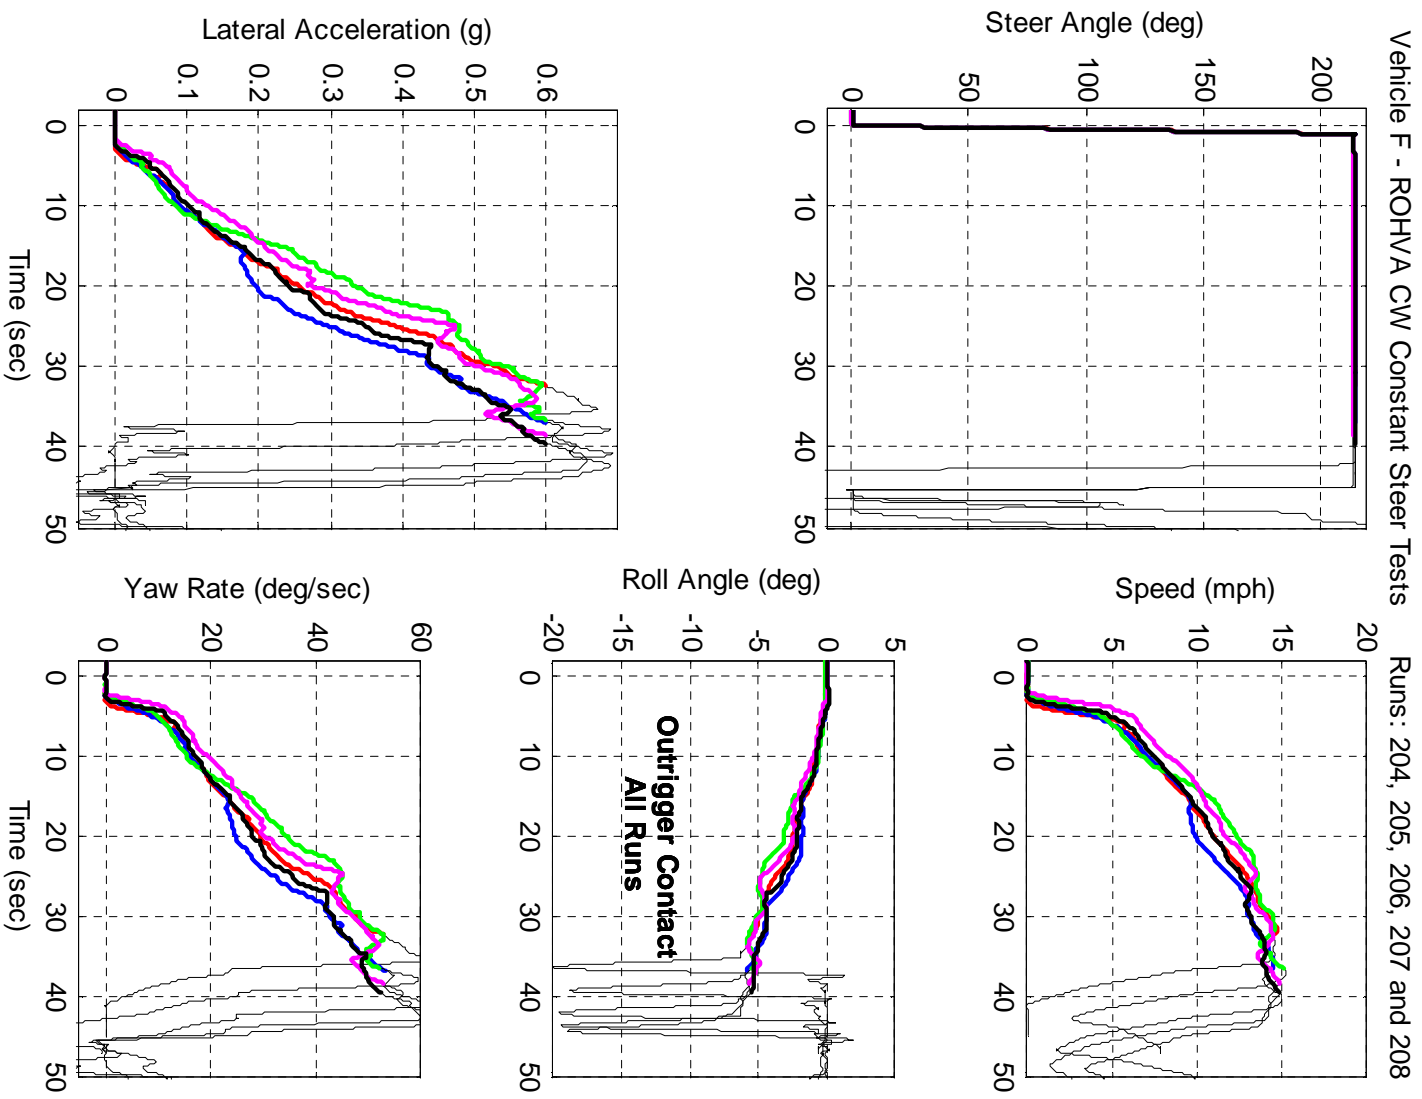 Vehicle F - ROHVA CW Constant Steer Tests Runs: 204, 205, 206, 207 and 208
Steer Angle (deg)
0 50 100 150 200
0 10 20 30 40 50
Speed (mph)
0 5 10 15 20
0 10 20 30 40 50
Roll Angle (deg)
-20 -15 -10 -5 0 5
0 10 20 30 40 50
Outrigger Contact
All Runs
Lateral Acceleration (g)
0 0.1 0.2 0.3 0.4 0.5 0.6
0 10 20 30 40 50
Time (sec)
Yaw Rate (deg/sec)
0 20 40 60
0 10 20 30 40 50
Time (sec)